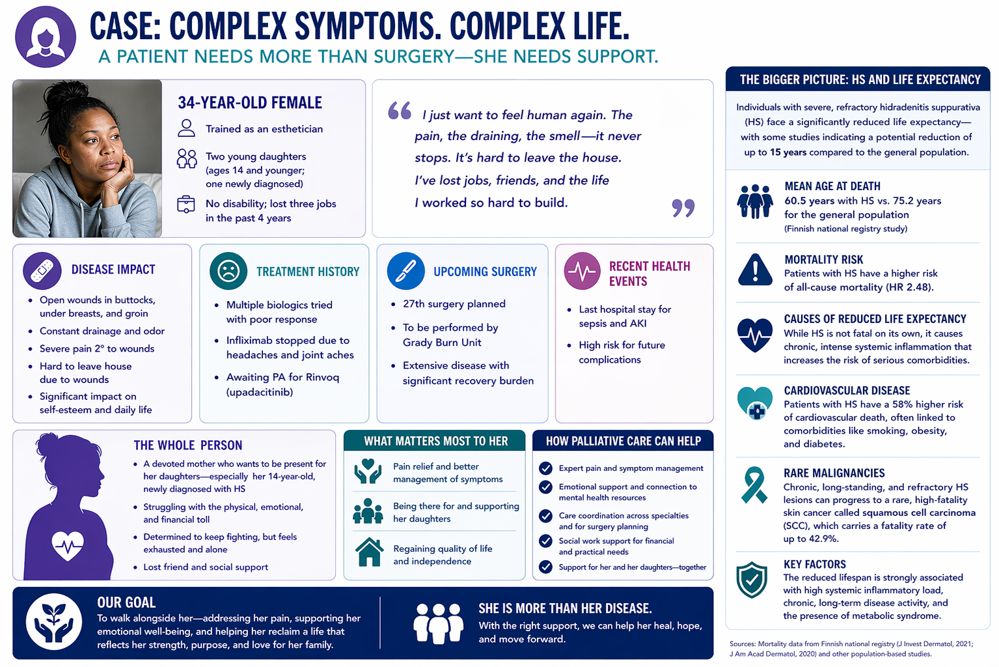 CASE: COMPLEX SYMPTOMS. COMPLEX LIFE.
A PATIENT NEEDS MORE THAN SURGERY—SHE NEEDS SUPPORT.
34-YEAR-OLD FEMALE
Trained as an esthetician
Two young daughters
(ages 14 and younger;
one newly diagnosed)
No disability; lost three jobs
in the past 4 years
“ I just want to feel human again. The
pain, the draining, the smell—it never
stops. It’s hard to leave the house.
I’ve lost jobs, friends, and the life
I worked so hard to build. ”
DISEASE IMPACT
• Open wounds in buttocks,
under breasts, and groin
• Constant drainage and odor
• Severe pain 2° to wounds
• Hard to leave house
due to wounds
• Significant impact on
self-esteem and daily life
TREATMENT HISTORY
• Multiple biologics tried
with poor response
• Infliximab stopped due to
headaches and joint aches
• Awaiting PA for Rinvoq
(upadacitinib)
UPCOMING SURGERY
• 27th surgery planned
• To be performed by
Grady Burn Unit
• Extensive disease with
significant recovery burden
RECENT HEALTH
EVENTS
• Last hospital stay for
sepsis and AKI
• High risk for future
complications
THE WHOLE PERSON
• A devoted mother who wants to be present for
her daughters—especially her 14-year-old,
newly diagnosed with HS
• Struggling with the physical, emotional,
and financial toll
• Determined to keep fighting, but feels
exhausted and alone
• Lost friend and social support
WHAT MATTERS MOST TO HER
Pain relief and better
management of symptoms
Being there for and supporting
her daughters
Regaining quality of life
and independence
HOW PALLIATIVE CARE CAN HELP
Expert pain and symptom management
Emotional support and connection to
mental health resources
Care coordination across specialties
and for surgery planning
Social work support for financial
and practical needs
Support for her and her daughters—together
OUR GOAL
To walk alongside her—addressing her pain, supporting her
emotional well-being, and helping her reclaim a life that
reflects her strength, purpose, and love for her family.
SHE IS MORE THAN HER DISEASE.
With the right support, we can help her heal, hope,
and move forward.
THE BIGGER PICTURE: HS AND LIFE EXPECTANCY
Individuals with severe, refractory hidradenitis suppurativa
(HS) face a significantly reduced life expectancy—
with some studies indicating a potential reduction of
up to 15 years compared to the general population.
MEAN AGE AT DEATH
60.5 years with HS vs. 75.2 years
for the general population
(Finnish national registry study)
MORTALITY RISK
Patients with HS have a higher risk
of all-cause mortality (HR 2.48).
CAUSES OF REDUCED LIFE EXPECTANCY
While HS is not fatal on its own, it causes
chronic, intense systemic inflammation that
increases the risk of serious comorbidities.
CARDIOVASCULAR DISEASE
Patients with HS have a 58% higher risk
of cardiovascular death, often linked to
comorbidities like smoking, obesity,
and diabetes.
RARE MALIGNANCIES
Chronic, long-standing, and refractory HS
lesions can progress to a rare, high-fatality
skin cancer called squamous cell carcinoma
(SCC), which carries a fatality rate of
up to 42.9%.
KEY FACTORS
The reduced lifespan is strongly associated
with high systemic inflammatory load,
chronic, long-term disease activity, and
the presence of metabolic syndrome.
Sources: Mortality data from Finnish national registry (J Invest Dermatol, 2021;
J Am Acad Dermatol, 2020) and other population-based studies.